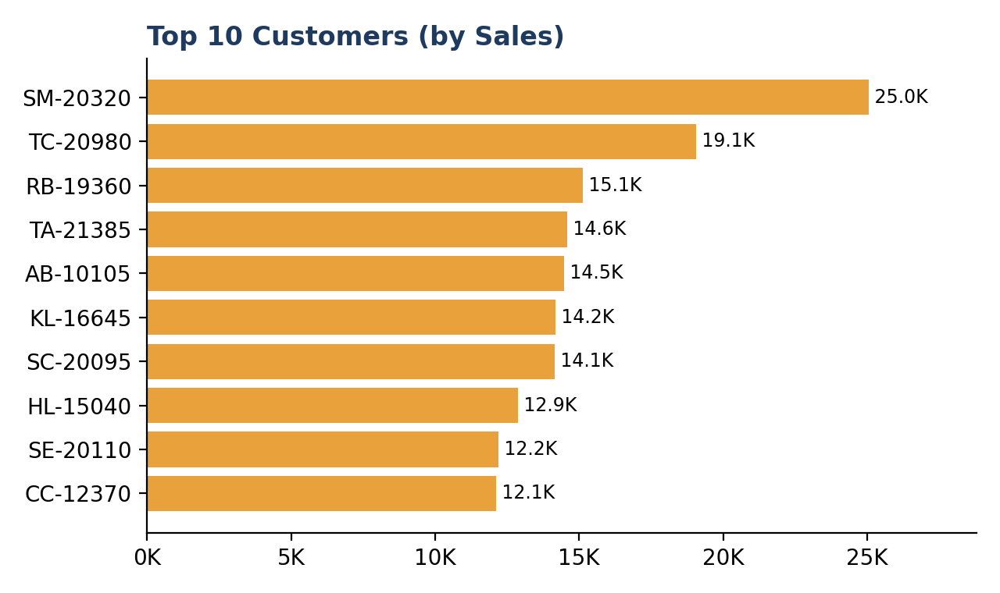 Top 10 Customers (by Sales)
SM-20320 25.0K
TC-20980 19.1K
RB-19360 15.1K
TA-21385 14.6K
AB-10105 14.5K
KL-16645 14.2K
SC-20095 14.1K
HL-15040 12.9K
SE-20110 12.2K
CC-12370 12.1K
0K 5K 10K 15K 20K 25K